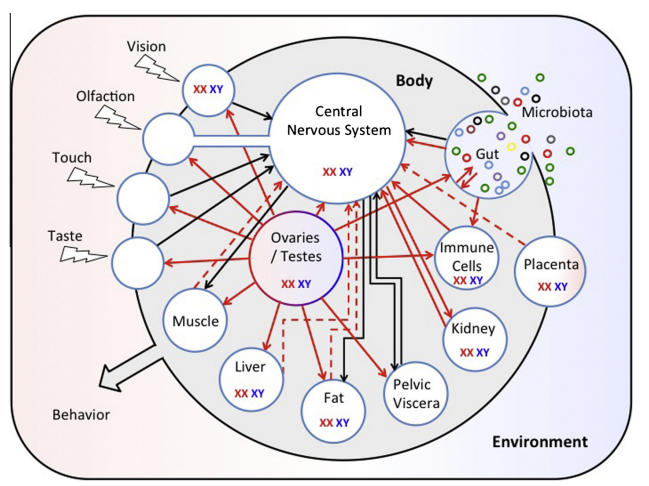 Vision
XX XY
Body
Olfaction
Central
Nervous System
XX XY
Microbiota
Gut
Touch
Taste
Ovaries
/ Testes
XX XY
Immune
Cells
XX XY
Placenta
XX XY
Muscle
Kidney
XX XY
Liver
XX XY
Fat
XX XY
Pelvic
Viscera
Behavior
Environment